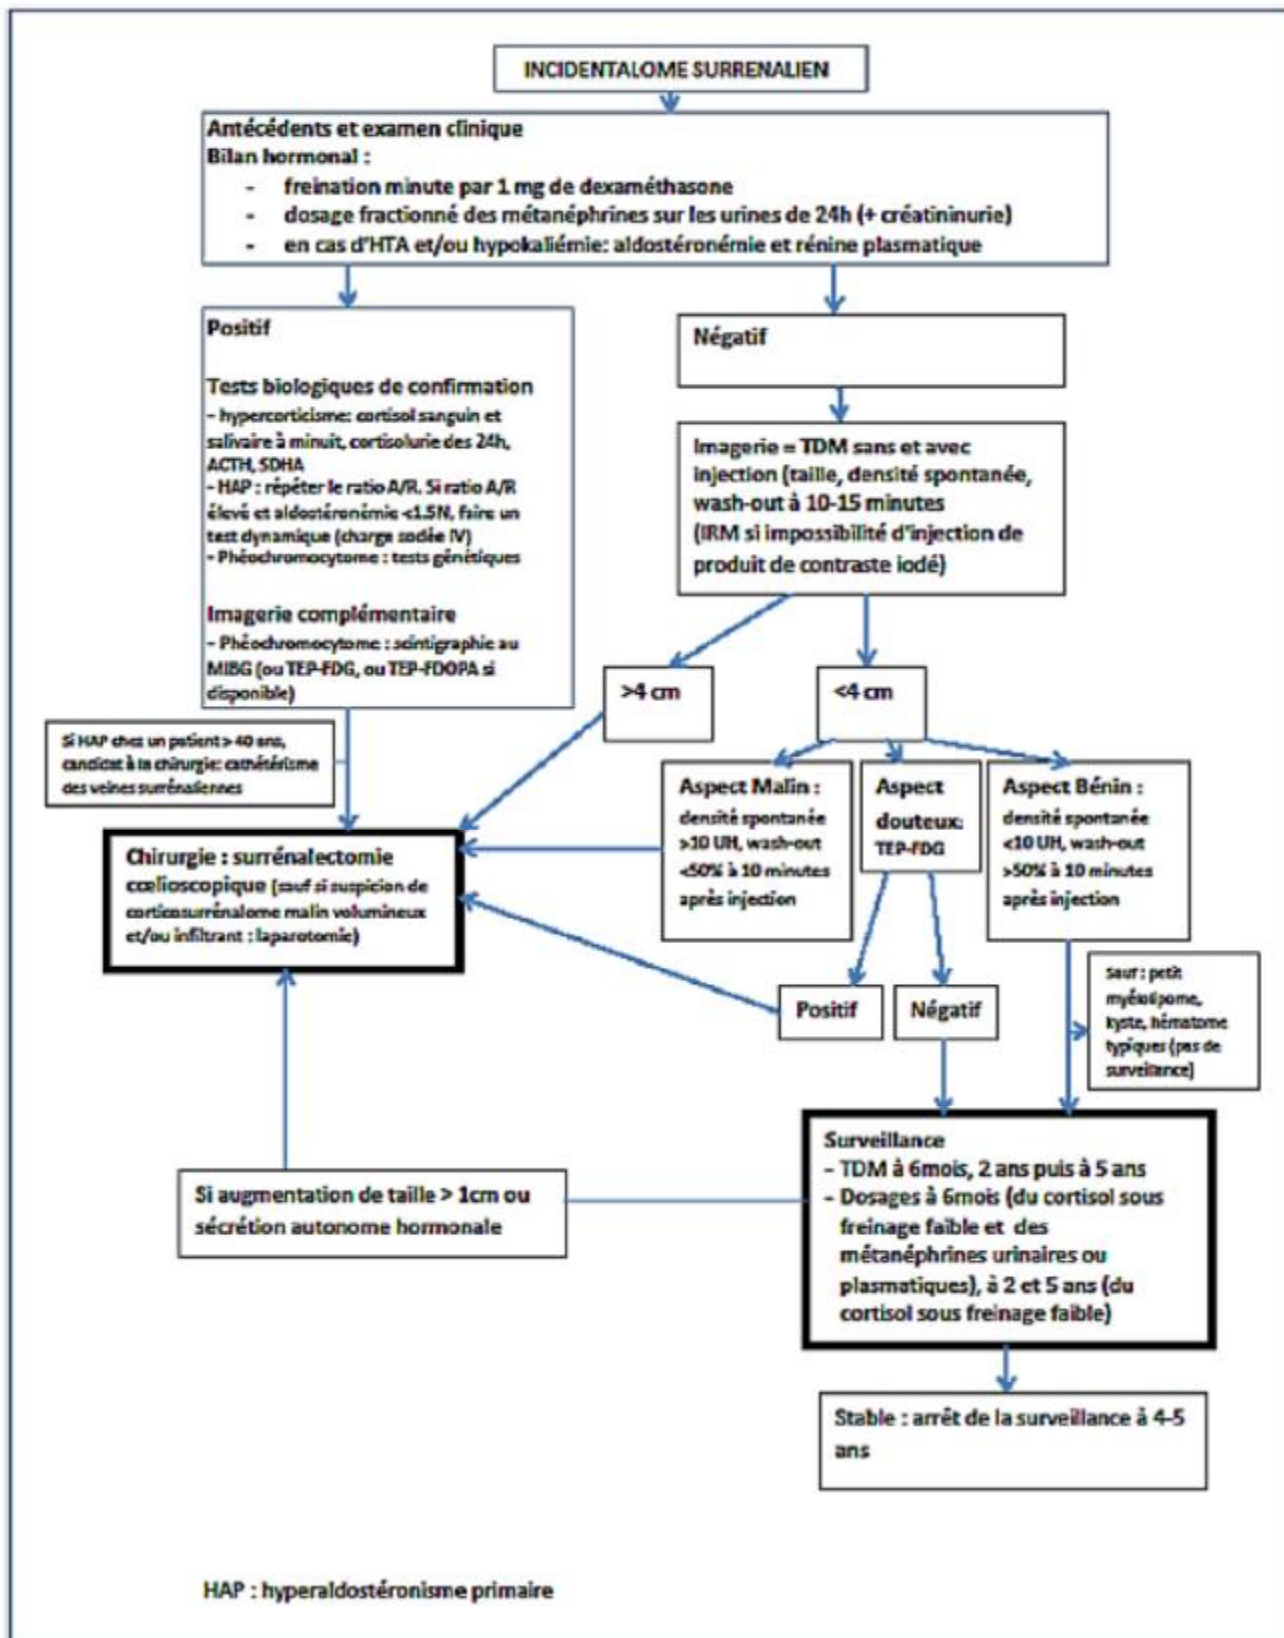 INCIDENTALOME SURRENALIEN
Antécédents et examen clinique
Bilan hormonal :
- freination minute par 1 mg de dexaméthasone
- dosage fractionné des métanéphrines sur les urines de 24h (+ créatininurie)
- en cas d'HTA et/ou hypokaliémie: aldostéronémie et rénine plasmatique
Positif
Tests biologiques de confirmation
- hypercorticisme: cortisol sanguin et
salivaire à minuit, cortisolurie des 24h,
ACTH, SDHA
- HAP : répéter le ratio A/R. Si ratio A/R
élevé et aldostéronémie <1.5N, faire un
test dynamique (charge sodée IV)
- Phéochromocytome : tests génétiques
Imagerie complémentaire
- Phéochromocytome : scintigraphie au
MIBG (ou TEP-FDG, ou TEP-FDOPA si
disponible)
Négatif
Imagerie = TDM sans et avec
injection (taille, densité spontanée,
wash-out à 10-15 minutes
(IRM si impossibilité d'injection de
produit de contraste iodé)
>4 cm
<4 cm
Si HAP chez un patient > 40 ans,
candidat à la chirurgie: cathétérisme
des veines surrénaliennes
Aspect Malin :
densité spontanée
>10 UH, wash-out
<50% à 10 minutes
après injection
Aspect
douteux:
TEP-FDG
Aspect Bénin :
densité spontanée
<10 UH, wash-out
>50% à 10 minutes
après injection
Chirurgie : surrénalectomie
cœlioscopique (sauf si suspicion de
corticosurrénalome malin volumineux
et/ou infiltrant : laparotomie)
Positif
Négatif
Sauf : petit
myélolipome,
kyste, hématome
typiques (pas de
surveillance)
Surveillance
- TDM à 6mois, 2 ans puis à 5 ans
- Dosages à 6mois (du cortisol sous
freinage faible et des
métanéphrines urinaires ou
plasmatiques), à 2 et 5 ans (du
cortisol sous freinage faible)
Si augmentation de taille > 1cm ou
sécrétion autonome hormonale
Stable : arrêt de la surveillance à 4-5
ans
HAP : hyperaldostéronisme primaire